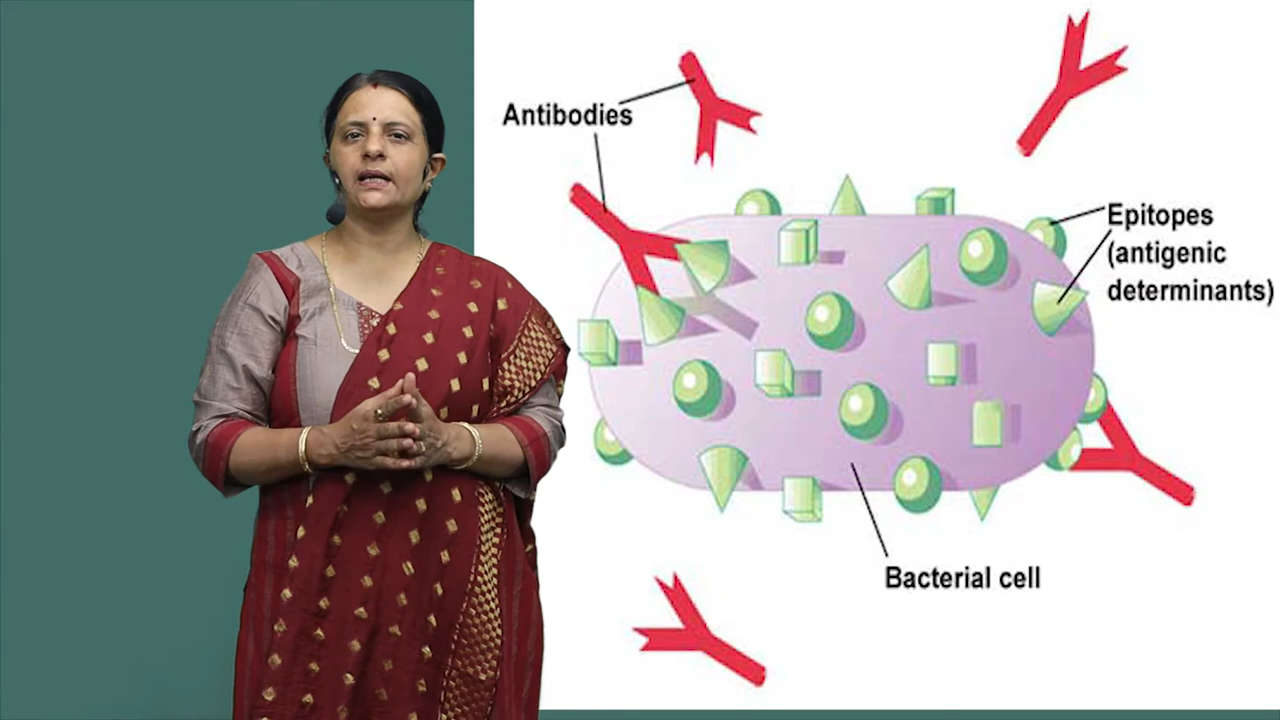 Antibodies
Epitopes
(antigenic
determinants)
Bacterial cell